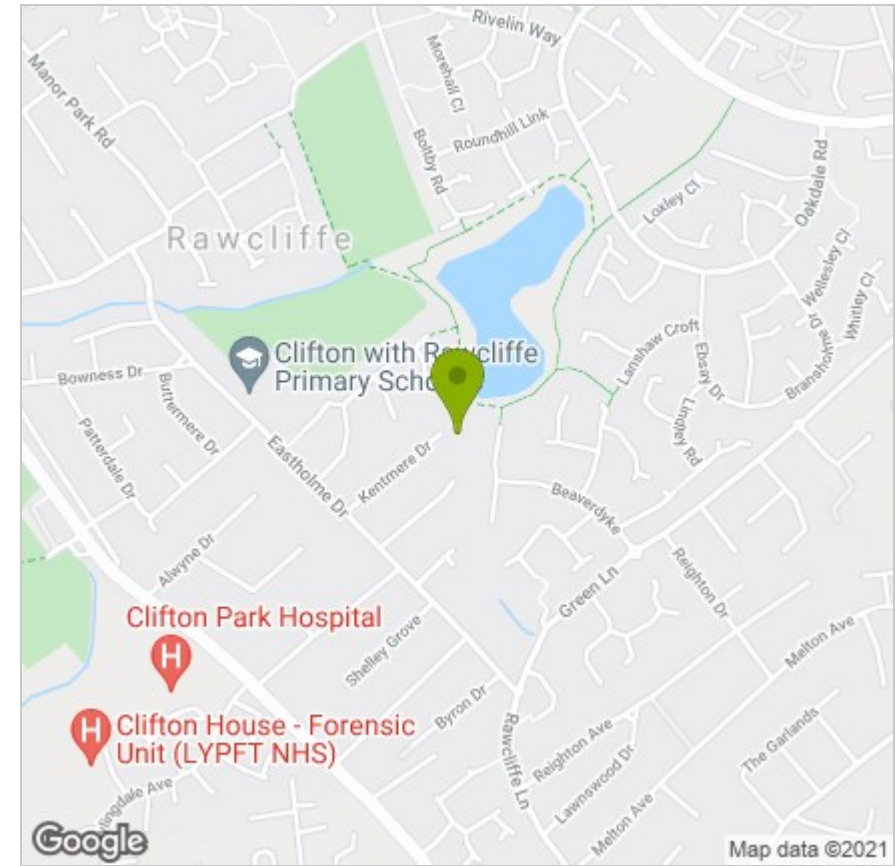 Rivelin Way
Morehall Cl
Manor Park Rd
Roundhill Link
Boltby Rd
Oakdale Rd
Loxley Cl
Rawcliffe
Wellesley Cl
Whitley Cl
Lanshaw Croft
Clifton with Rawcliffe
Primary School
Ebsay Dr
Bransholme Dr
Bowness Dr
Buttermere Dr
Lindley Rd
Patterdale Dr
Eastholme Dr
Kentmere Dr
Beaverdyke
Alwyne Dr
Green Ln
Reighton Dr
Clifton Park Hospital
Shelley Grove
Melton Ave
Byron Dr
Clifton House - Forensic
Unit (LYPFT NHS)
Rawcliffe Ln
Reighton Ave
The Garlands
Lawnswood Dr
Melton Ave
Google
Map data ©2021